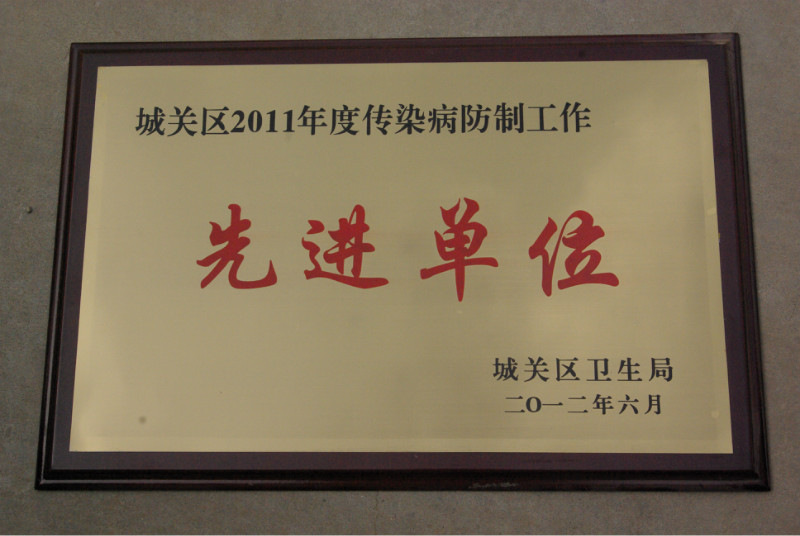 城关区2011年度传染病防制工作
先进单位
城关区卫生局
二O一二年六月